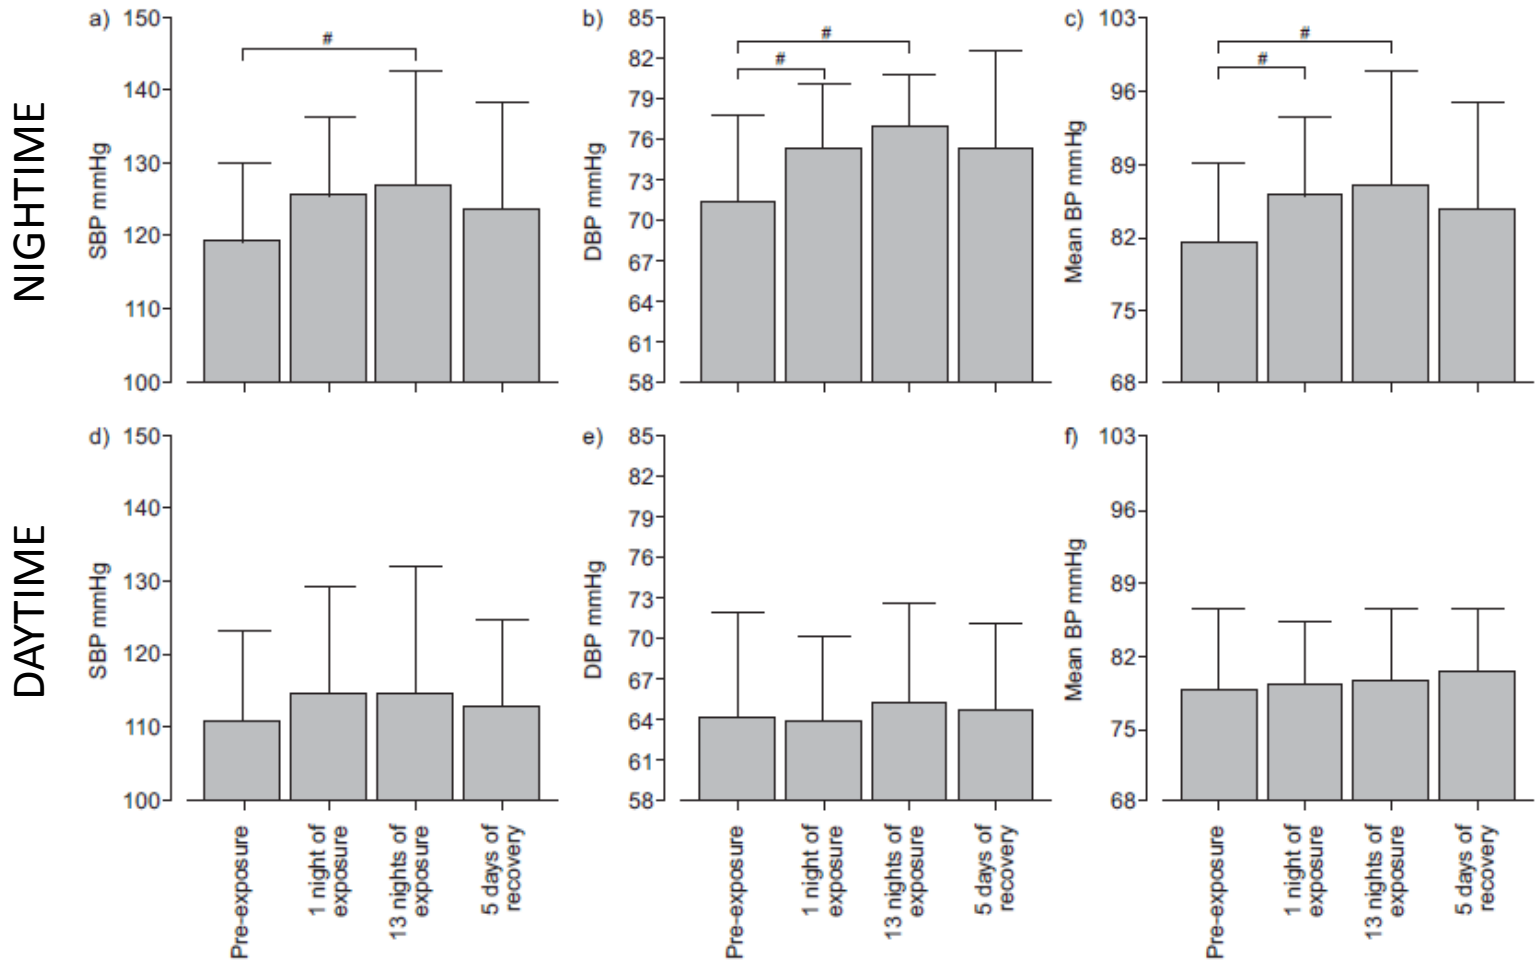 NIGHTIME
a)
SBP mmHg
150
140
130
120
110
100
#
b)
DBP mmHg
85
82
79
76
73
70
67
64
61
58
#
#
c)
Mean BP mmHg
103
96
89
82
75
68
#
#
DAYTIME
d)
SBP mmHg
150
140
130
120
110
100
Pre-exposure
1 night of
exposure
13 nights of
exposure
5 days of
recovery
e)
DBP mmHg
85
82
79
76
73
70
67
64
61
58
Pre-exposure
1 night of
exposure
13 nights of
exposure
5 days of
recovery
f)
Mean BP mmHg
103
96
89
82
75
68
Pre-exposure
1 night of
exposure
13 nights of
exposure
5 days of
recovery